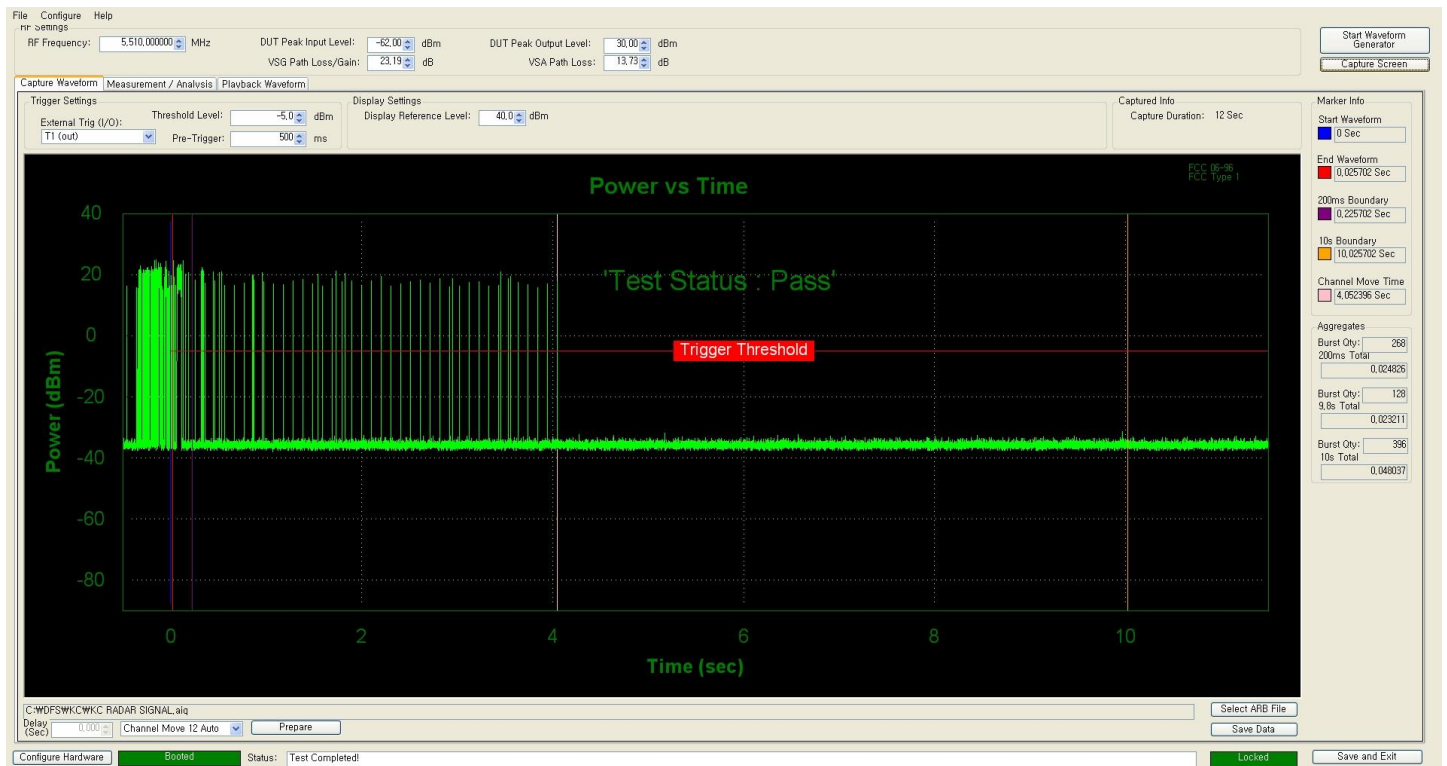 File Configure Help
RF Settings
RF Frequency: 5,510,000000 MHz DUT Peak Input Level: -62,00 dBm DUT Peak Output Level: 30,00 dBm
VSG Path Loss/Gain: 23,19 dB VSA Path Loss: 13,73 dB
Start Waveform Generator
Capture Screen
Capture Waveform Measurement / Analysis Playback Waveform
Trigger Settings
External Trig (I/O): Threshold Level: -5,0 dBm
T1 (out) Pre-Trigger: 500 ms
Display Settings
Display Reference Level: 40,0 dBm
Captured Info
Capture Duration: 12 Sec
Marker Info
Start Waveform
0 Sec
End Waveform
0,025702 Sec
200ms Boundary
0,225702 Sec
10s Boundary
10,025702 Sec
Channel Move Time
4,052396 Sec
Aggregates
Burst Qty: 268
200ms Total
0,024826
Burst Qty: 128
9,8s Total
0,023211
Burst Qty: 396
10s Total
0,048037
FCC 06-96
FCC Type 1
Power vs Time
'Test Status : Pass'
Trigger Threshold
Power (dBm)
40
20
0
-20
-40
-60
-80
0 2 4 6 8 10
Time (sec)
C:₩DFS₩KC₩KC RADAR SIGNAL,aiq
Select ARB File
Delay (Sec) 0,000 Channel Move 12 Auto Prepare
Save Data
Configure Hardware Booted Status: Test Completed! Locked Save and Exit